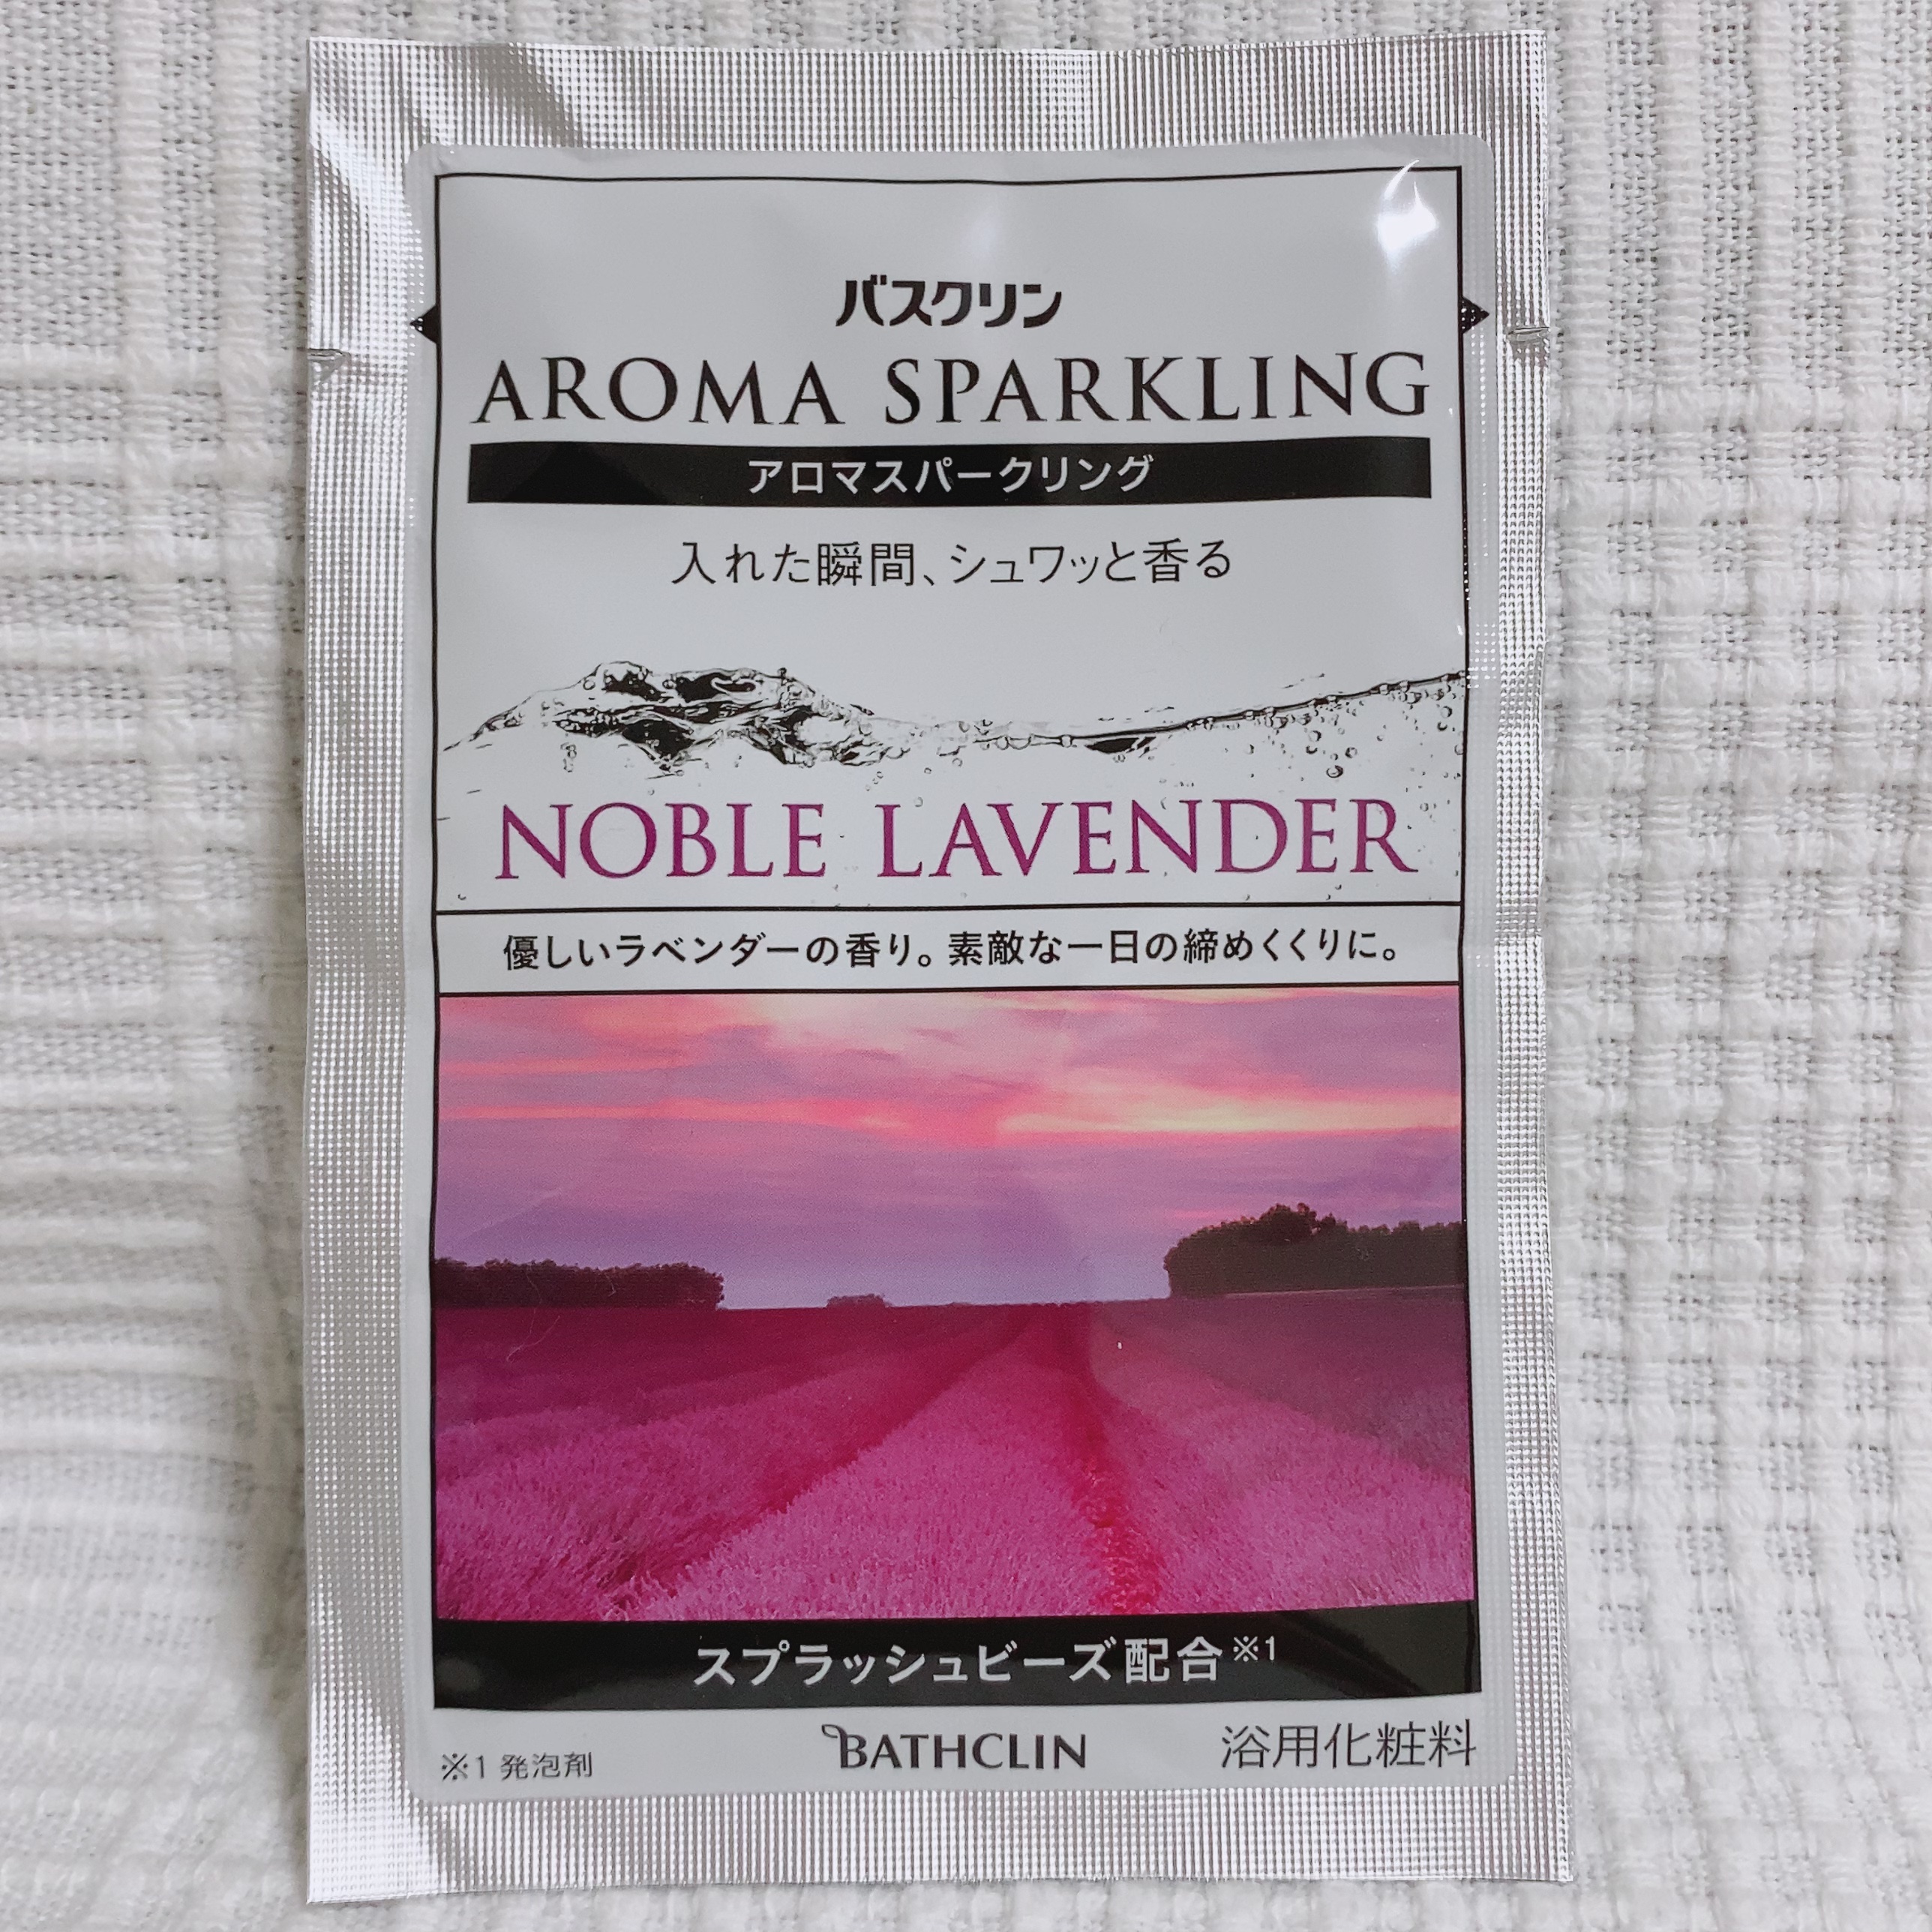 バスクリン
AROMA SPARKLING
アロマスパークリング
入れた瞬間、シュワッと香る
NOBLE LAVENDER
優しいラベンダーの香り。素敵な一日の締めくくりに。
スプラッシュビーズ配合※1
※1 発泡剤
BATHCLIN
浴用化粧料